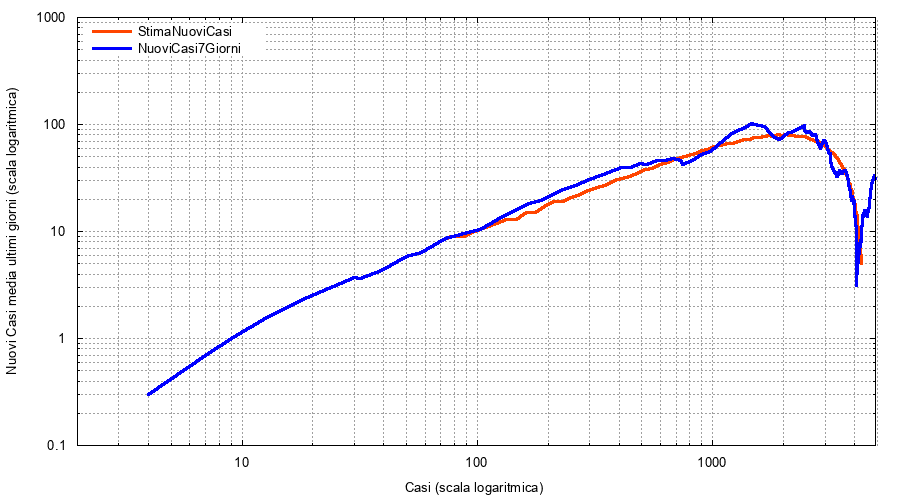 1000
100
10
1
0.1
StimaNuoviCasi
NuoviCasi7Giorni
Nuovi Casi media ultimi giorni (scala logaritmica)
10
100
1000
Casi (scala logaritmica)